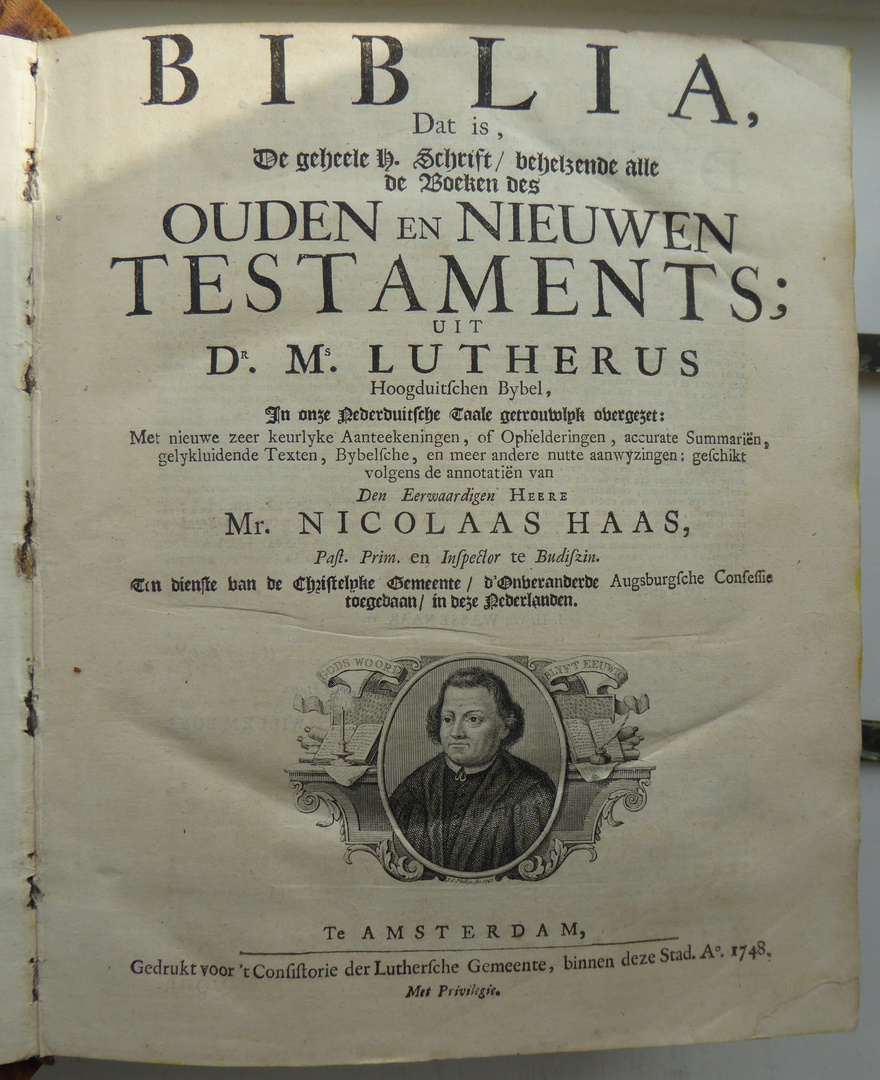 BIBLIA,
Dat is,
De geheele H. Schrift/ behelzende alle
de Boeken des
OUDEN EN NIEUWEN
TESTAMENTS;
UIT
Dᴿ. Mˢ. LUTHERUS
Hoogduitſchen Bybel,
In onze Nederduitſche Taale getrouwlyk overgezet:
Met nieuwe zeer keurlyke Aanteekeningen, of Ophelderingen, accurate Summariën,
gelykluidende Texten, Bybelſche, en meer andere nutte aanwyzingen; geſchikt
volgens de annotatiën van
Den Eerwaardigen HEERE
Mr. NICOLAAS HAAS,
Paſt. Prim. en Inſpector te Budiſzin.
Ten dienſte van de Chriſtelyke Gemeente/ d'Onveranderde Augsburgſche Confeſſie
toegedaan/ in deze Nederlanden.
GODS WOORD BLYFT EEUWIG
Te AMSTERDAM,
Gedrukt voor 't Conſiſtorie der Lutherſche Gemeente, binnen deze Stad. Aº. 1748.
Met Privilegie.